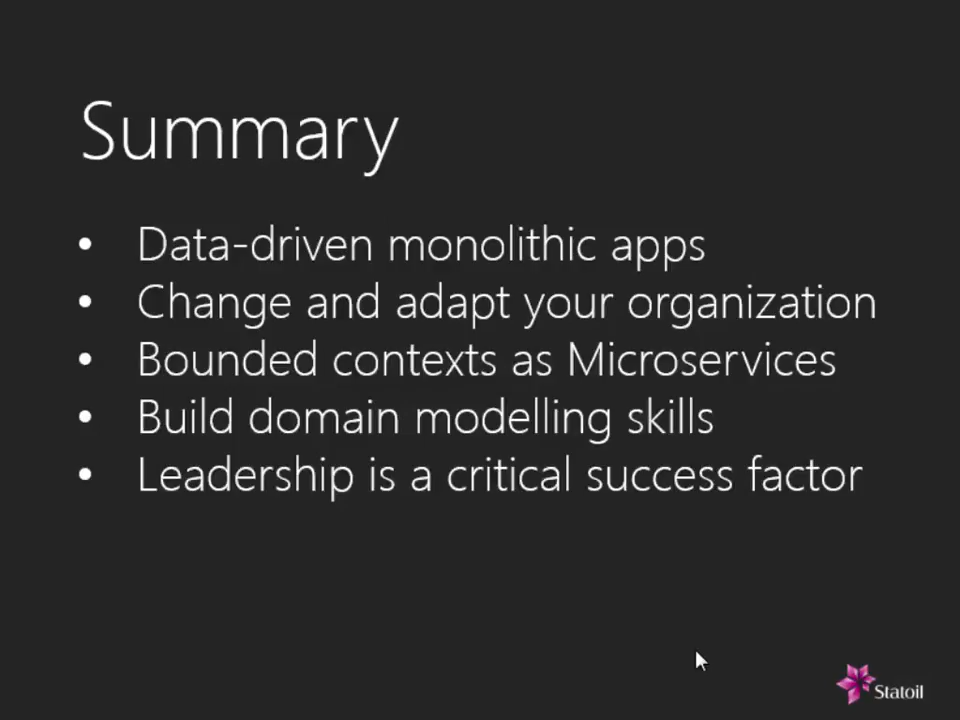 Summary
• Data-driven monolithic apps
• Change and adapt your organization
• Bounded contexts as Microservices
• Build domain modelling skills
• Leadership is a critical success factor
Statoil